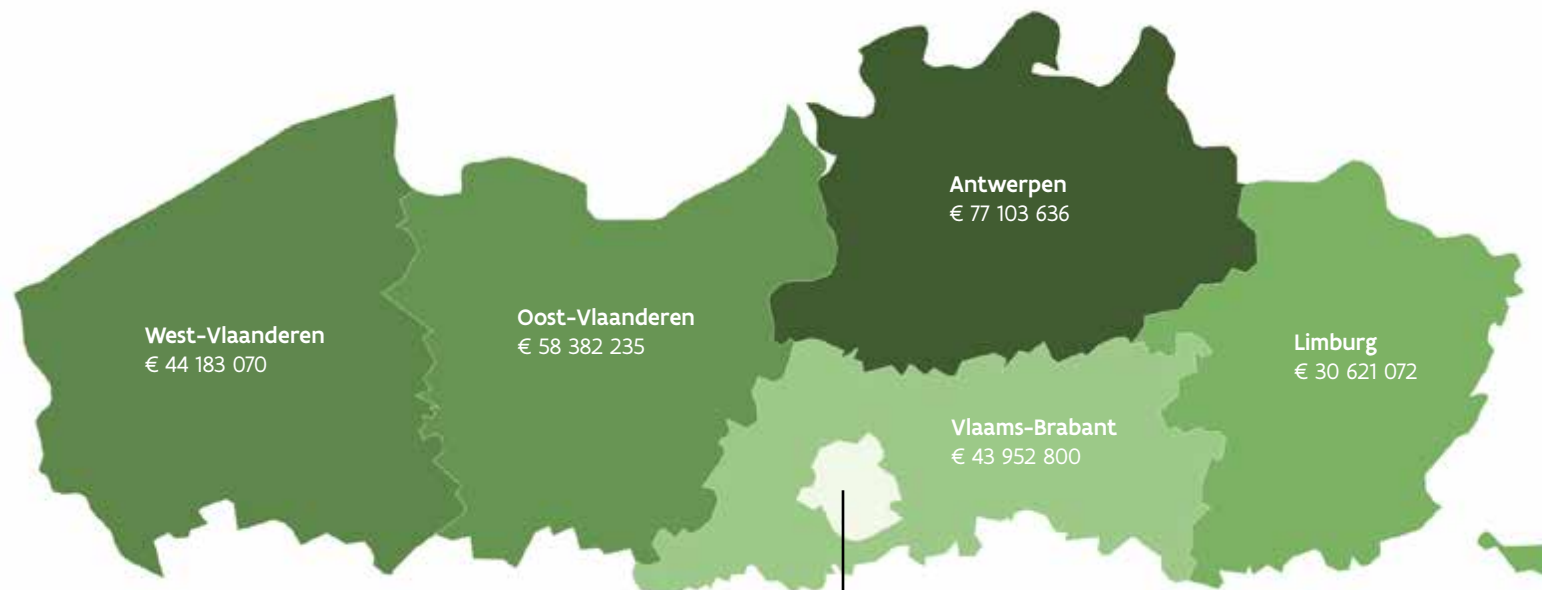 Antwerpen
€ 77 103 636
West-Vlaanderen
€ 44 183 070
Oost-Vlaanderen
€ 58 382 235
Limburg
€ 30 621 072
Vlaams-Brabant
€ 43 952 800